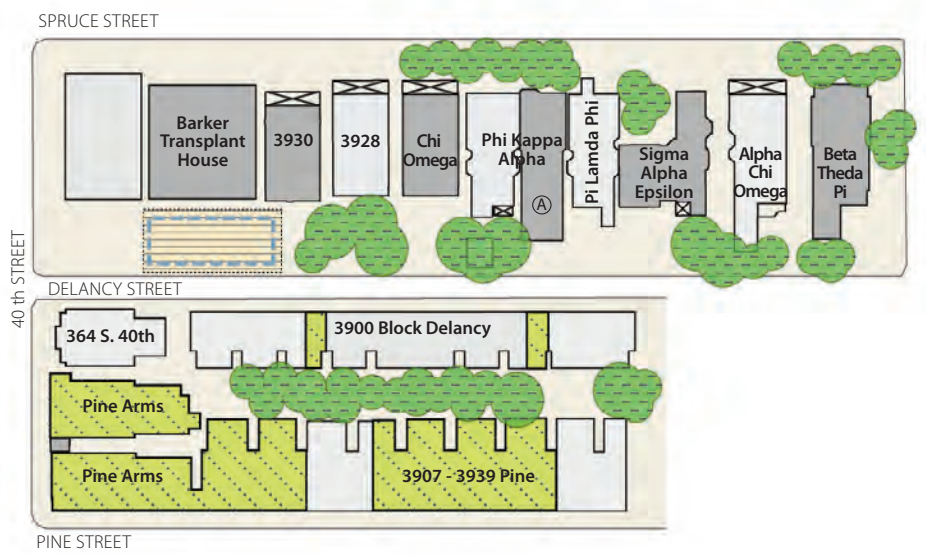 SPRUCE STREET
Barker
Transplant
House
3930
3928
Chi
Omega
Phi Kappa
Alpha
A
Pi Lamda Phi
Sigma
Alpha
Epsilon
Alpha
Chi
Omega
Beta
Theda
Pi
40 th STREET
DELANCY STREET
364 S. 40th
3900 Block Delancy
Pine Arms
Pine Arms
3907 - 3939 Pine
PINE STREET